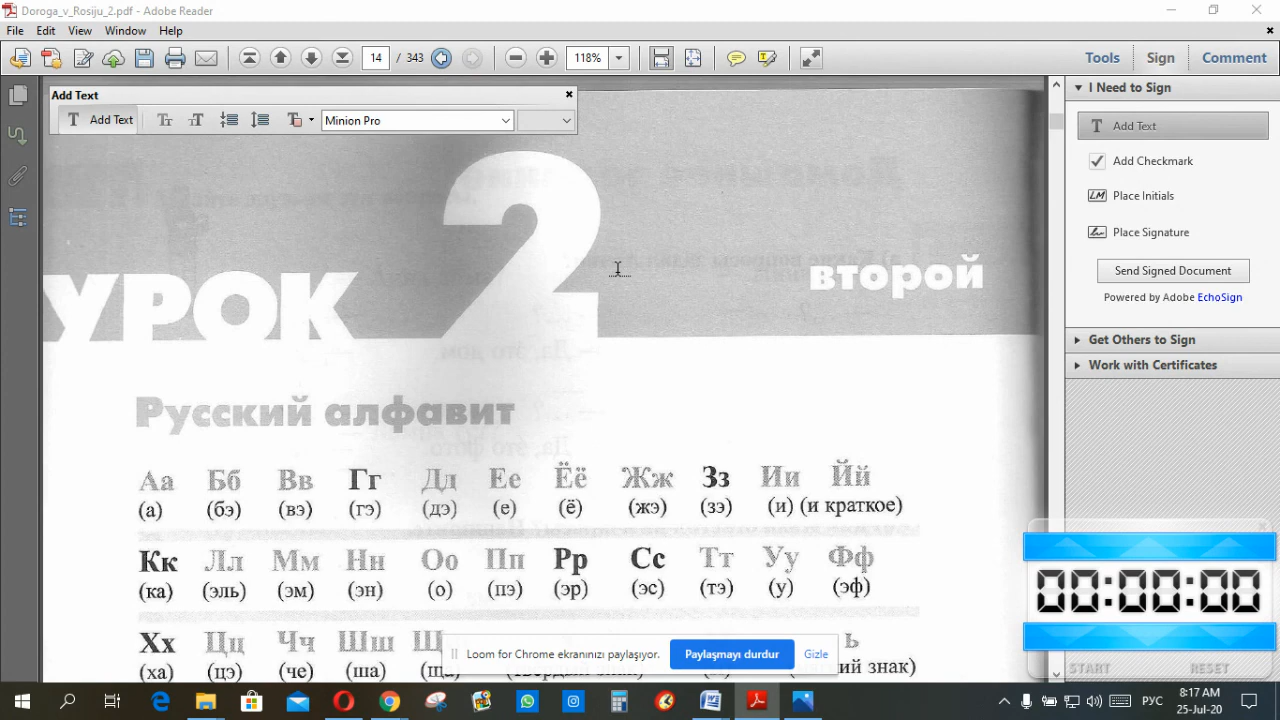 Doroga_v_Rosiju_2.pdf - Adobe Reader
File Edit View Window Help
14 / 343 118% Tools Sign Comment
Add Text
T Add Text Minion Pro
I Need to Sign
T Add Text
Add Checkmark
LM Place Initials
Place Signature
Send Signed Document
Powered by Adobe EchoSign
Get Others to Sign
Work with Certificates
УРОК 2 второй
Русский алфавит
Аа Бб Вв Гг Дд Ее Ёё Жж Зз Ии Йй
(а) (бэ) (вэ) (гэ) (дэ) (е) (ё) (жэ) (зэ) (и) (и краткое)
Кк Лл Мм Нн Оо Пп Рр Сс Тт Уу Фф
(ка) (эль) (эм) (эн) (о) (пэ) (эр) (эс) (тэ) (у) (эф)
Хх Цц Чч Шш
(ха) (цэ) (че) (ша)
Loom for Chrome ekranınızı paylaşıyor. Paylaşmayı durdur Gizle
00:00:00
START RESET
РУС
8:17 AM
25-Jul-20